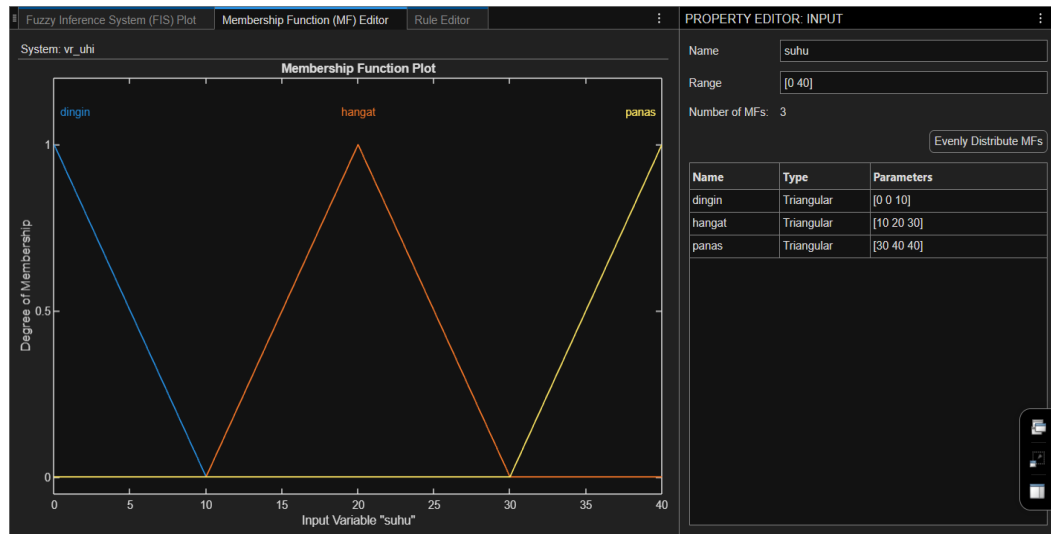 Fuzzy Inference System (FIS) Plot
Membership Function (MF) Editor
Rule Editor
System: vr_uhi
Membership Function Plot
dingin
hangat
panas
1
0.5
0
Degree of Membership
0 5 10 15 20 25 30 35 40
Input Variable "suhu"
PROPERTY EDITOR: INPUT
Name suhu
Range [0 40]
Number of MFs: 3
Evenly Distribute MFs
Name Type Parameters
dingin Triangular [0 0 10]
hangat Triangular [10 20 30]
panas Triangular [30 40 40]